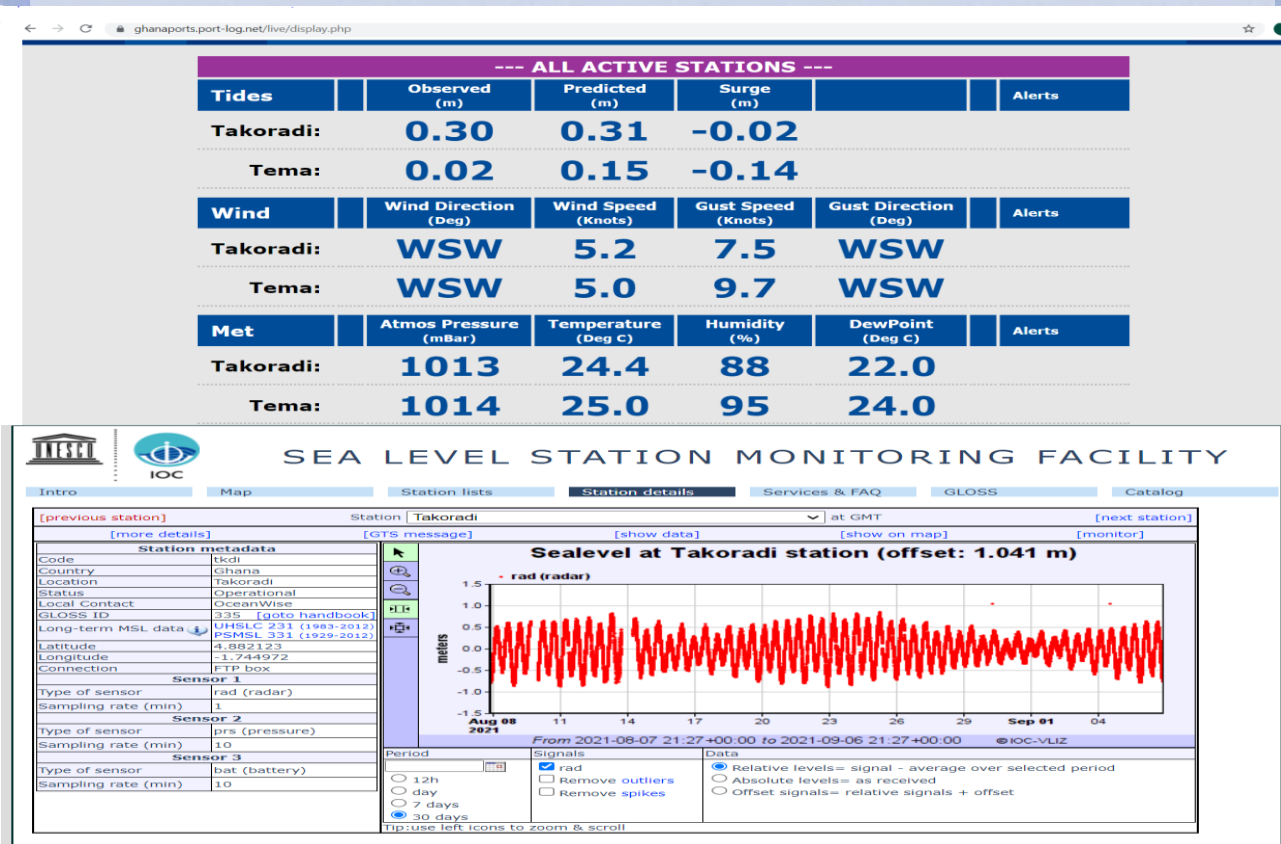 ghanaports.port-log.net/live/display.php
--- ALL ACTIVE STATIONS ---
Tides Observed (m) Predicted (m) Surge (m) Alerts
Takoradi: 0.30 0.31 -0.02
Tema: 0.02 0.15 -0.14
Wind Wind Direction (Deg) Wind Speed (Knots) Gust Speed (Knots) Gust Direction (Deg) Alerts
Takoradi: WSW 5.2 7.5 WSW
Tema: WSW 5.0 9.7 WSW
Met Atmos Pressure (mBar) Temperature (Deg C) Humidity (%) DewPoint (Deg C) Alerts
Takoradi: 1013 24.4 88 22.0
Tema: 1014 25.0 95 24.0
UNESCO
IOC
SEA LEVEL STATION MONITORING FACILITY
Intro Map Station lists Station details Services & FAQ GLOSS Catalog
[previous station] Station Takoradi at GMT [next station]
[more details] [GTS message] [show data] [show on map] [monitor]
Station metadata
Code tkdi
Country Ghana
Location Takoradi
Status Operational
Local Contact OceanWise
GLOSS ID 335 [goto handbook]
Long-term MSL data UHSLC 231 (1983-2012)
PSMSL 331 (1929-2012)
Latitude 4.882123
Longitude -1.744972
Connection FTP box
Sensor 1
Type of sensor rad (radar)
Sampling rate (min) 1
Sensor 2
Type of sensor prs (pressure)
Sampling rate (min) 10
Sensor 3
Type of sensor bat (battery)
Sampling rate (min) 10
Sealevel at Takoradi station (offset: 1.041 m)
rad (radar)
meters
1.5
1.0
0.5
0.0
-0.5
-1.0
-1.5
Aug 08 11 14 17 20 23 26 29 Sep 01 04
2021
From 2021-08-07 21:27+00:00 to 2021-09-06 21:27+00:00 ©IOC-VLIZ
Period Signals Data
rad Relative levels= signal - average over selected period
12h Remove outliers Absolute levels= as received
day Remove spikes Offset signals= relative signals + offset
7 days
30 days
Tip:use left icons to zoom & scroll